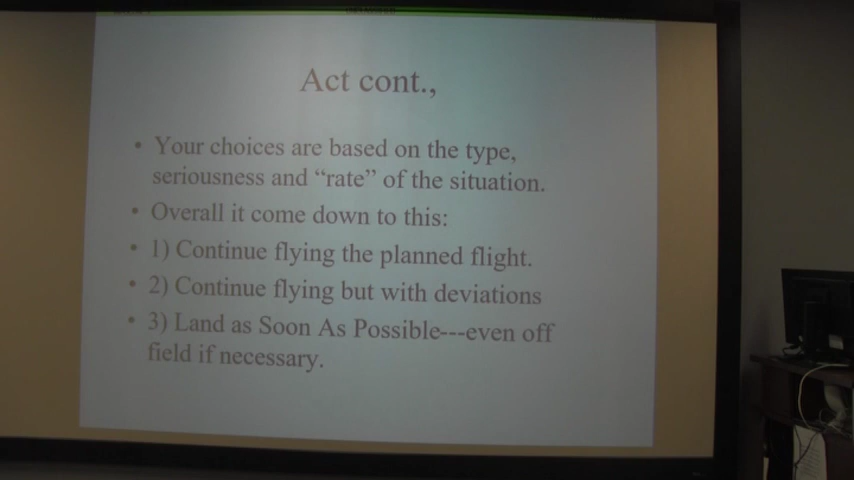 Act cont.,
• Your choices are based on the type,
seriousness and “rate” of the situation.
• Overall it come down to this:
• 1) Continue flying the planned flight.
• 2) Continue flying but with deviations
• 3) Land as Soon As Possible---even off
field if necessary.